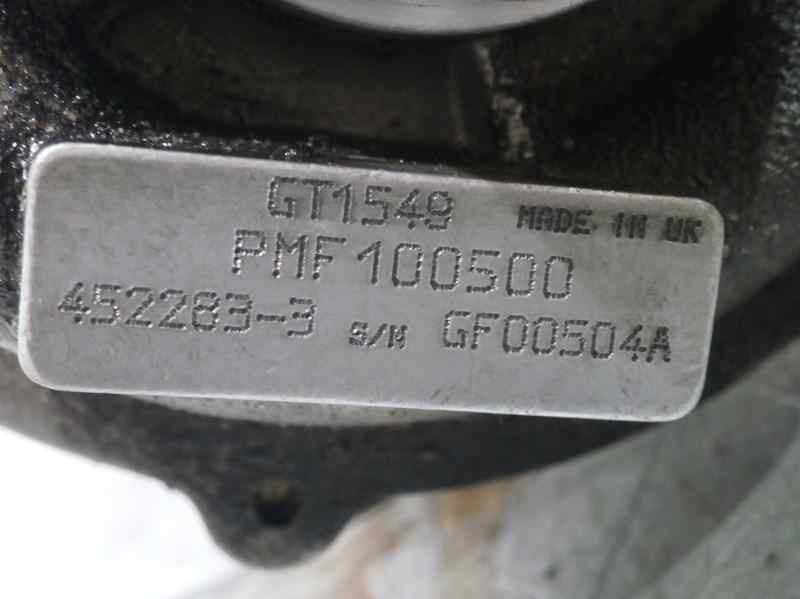 GT1549 MADE IN UK
PMF100500
452283-3 S/N GF00504A